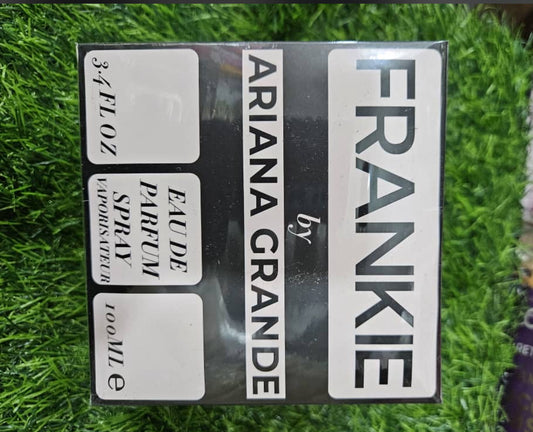 FRANKIE
by
ARIANA GRANDE
3.4 FL OZ
EAU DE
PARFUM
SPRAY
VAPORISATEUR
100ML e